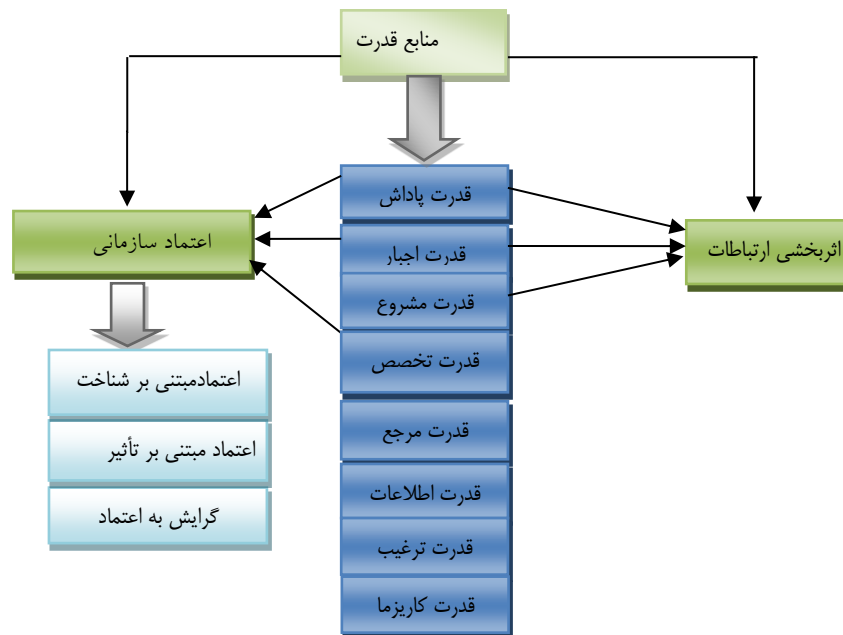 منابع قدرت
قدرت پاداش
اعتماد سازمانی
قدرت اجبار
اثربخشی ارتباطات
قدرت مشروع
قدرت تخصص
اعتمادمبتنی بر شناخت
قدرت مرجع
اعتماد مبتنی بر تأثیر
قدرت اطلاعات
گرایش به اعتماد
قدرت ترغیب
قدرت کاریزما